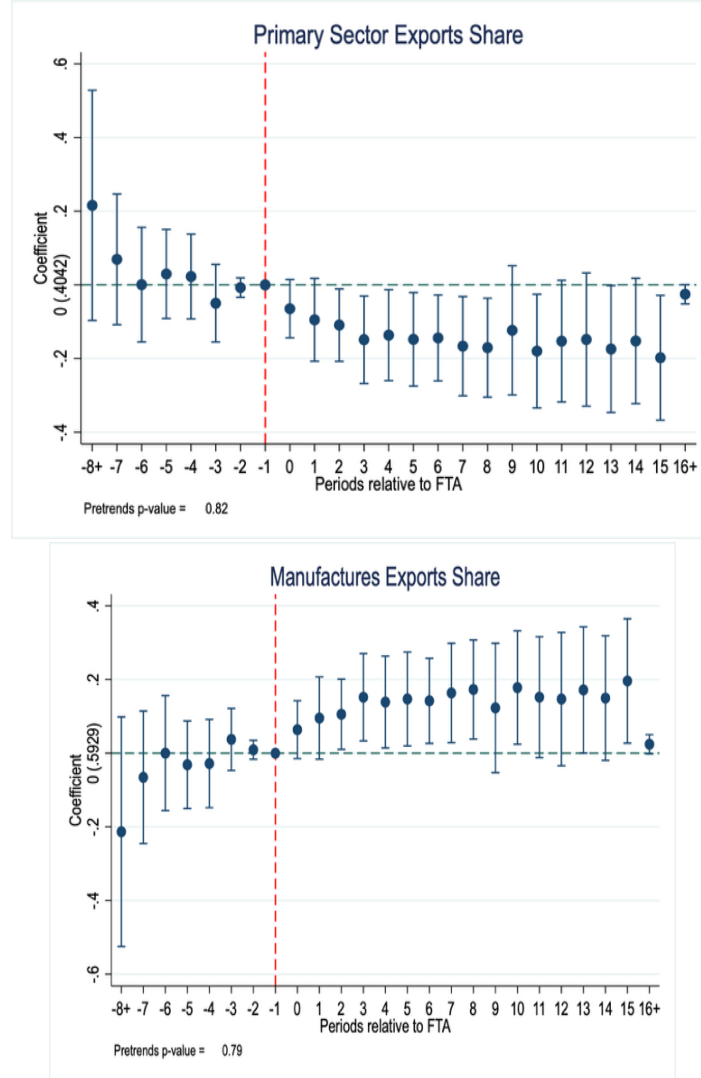 Primary Sector Exports Share
Coefficient
.6
.4
.2
0 (.4042)
-.2
-.4
-8+ -7 -6 -5 -4 -3 -2 -1 0 1 2 3 4 5 6 7 8 9 10 11 12 13 14 15 16+
Periods relative to FTA
Pretrends p-value = 0.82
Manufactures Exports Share
Coefficient
.4
.2
0 (.5929)
-.2
-.4
-.6
-8+ -7 -6 -5 -4 -3 -2 -1 0 1 2 3 4 5 6 7 8 9 10 11 12 13 14 15 16+
Periods relative to FTA
Pretrends p-value = 0.79